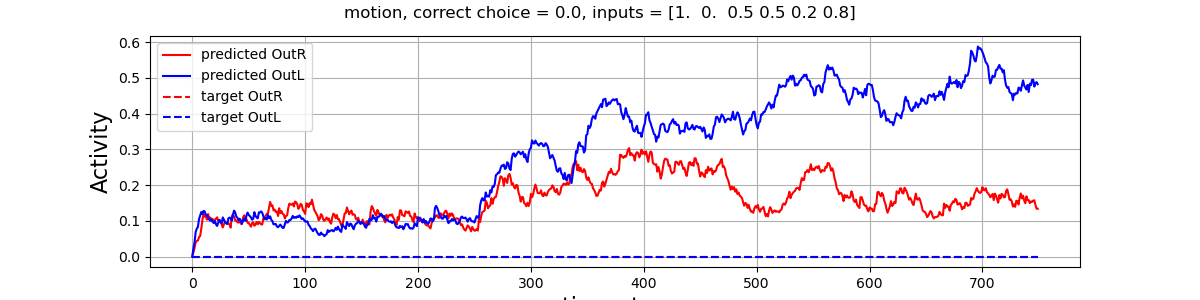 motion, correct choice = 0.0, inputs = [1.  0.  0.5 0.5 0.2 0.8]
0.6
0.5
0.4
0.3
0.2
0.1
0.0
Activity
predicted OutR
predicted OutL
target OutR
target OutL
0 100 200 300 400 500 600 700